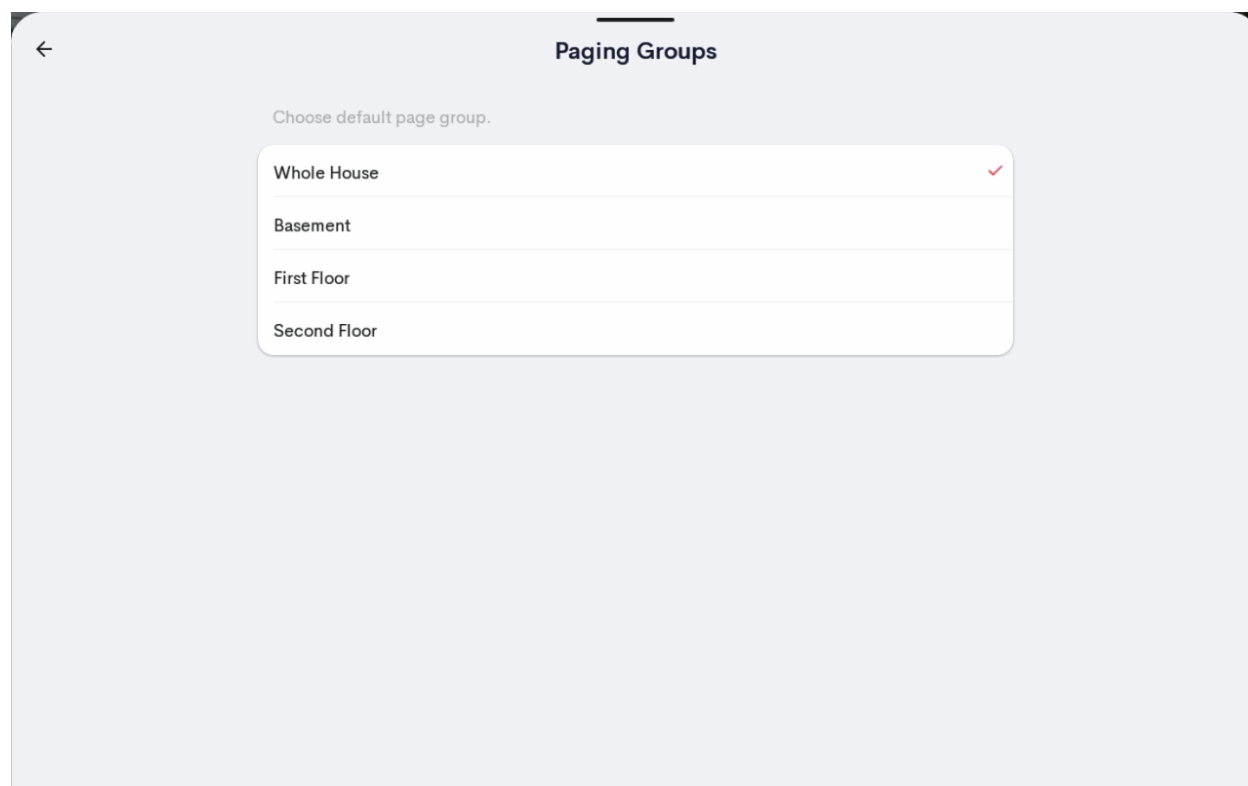 Paging Groups
Choose default page group.
Whole House
Basement
First Floor
Second Floor